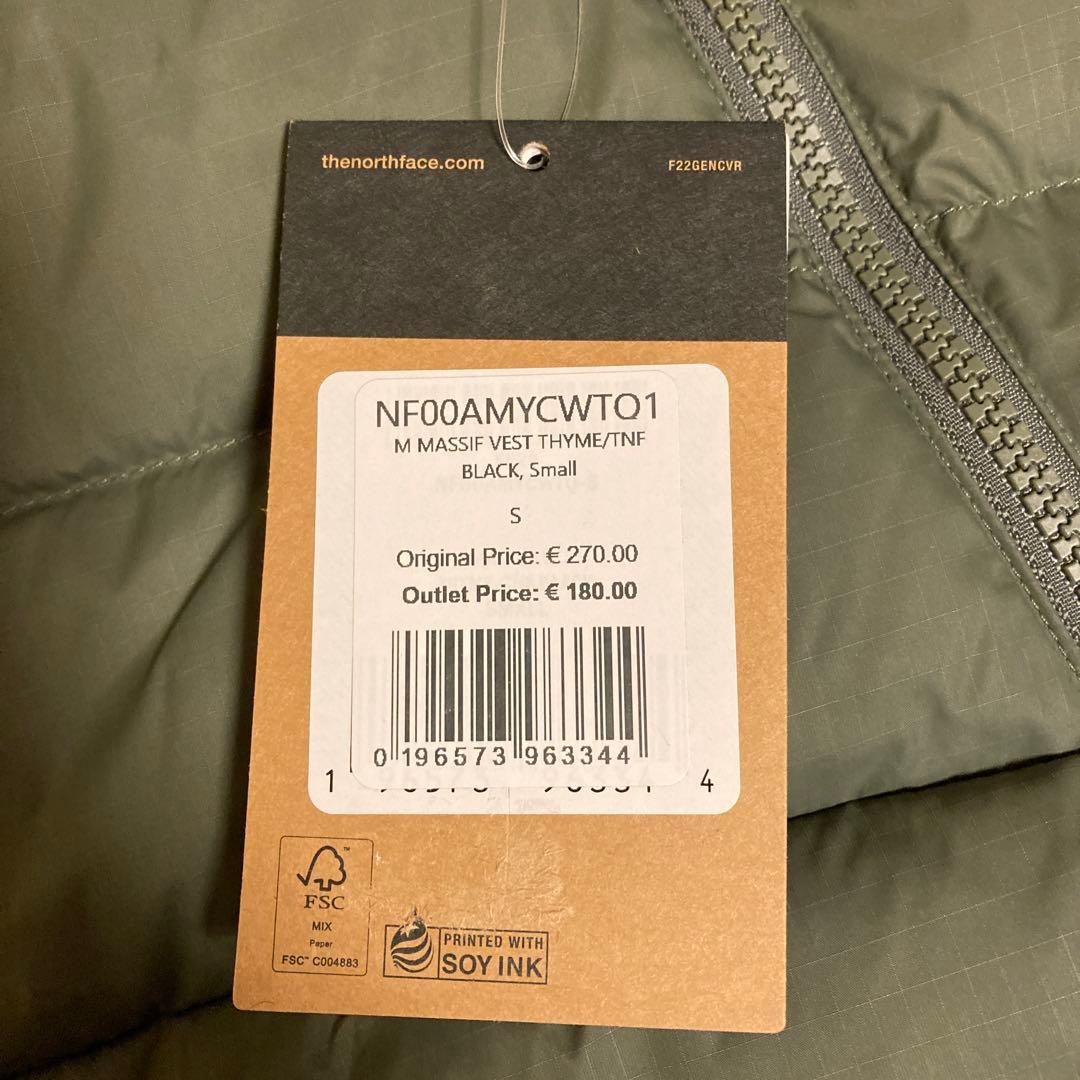 thenorthface.com
F22GENCVR
NF00AMYCWTQ1
M MASSIF VEST THYME/TNF
BLACK, Small
S
Original Price: € 270.00
Outlet Price: € 180.00
0 196573 963344
1 4
FSC™
MIX
Paper
FSC™ C004883
PRINTED WITH
SOY INK